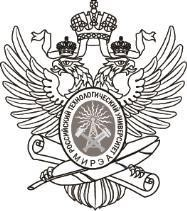 РОССИЙСКИЙ ТЕХНОЛОГИЧЕСКИЙ УНИВЕРСИТЕТ
МИРЭА